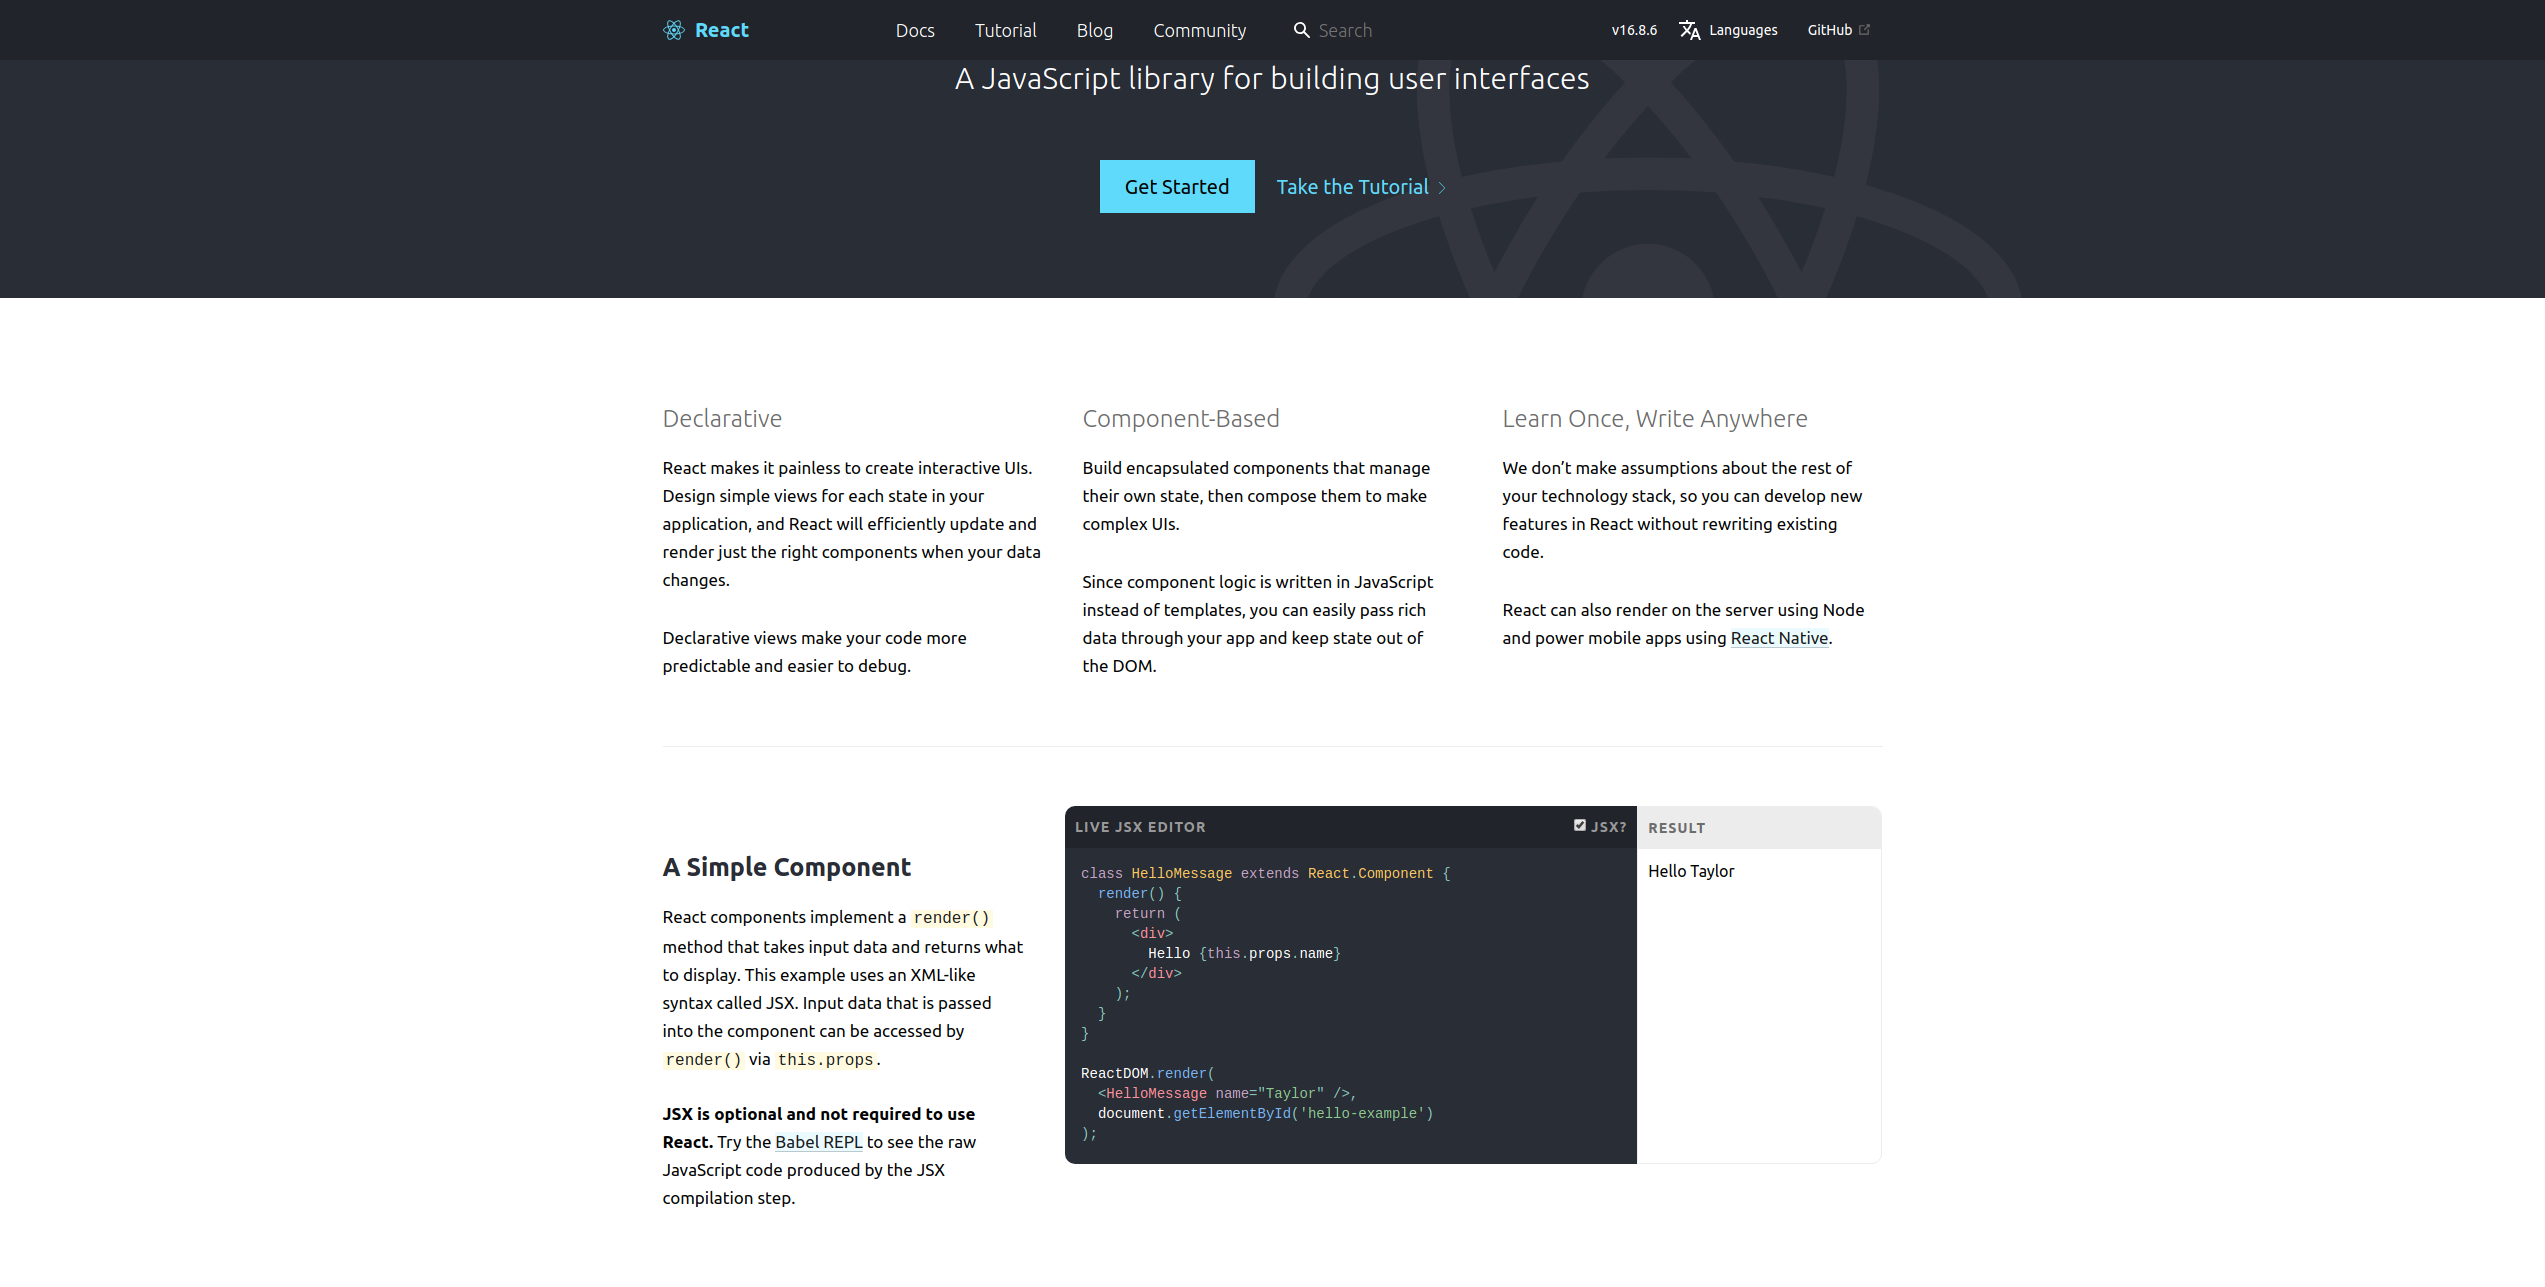 React
Docs
Tutorial
Blog
Community
Search
v16.8.6
Languages
GitHub
A JavaScript library for building user interfaces
Get Started
Take the Tutorial
Declarative
React makes it painless to create interactive UIs.
Design simple views for each state in your
application, and React will efficiently update and
render just the right components when your data
changes.
Declarative views make your code more
predictable and easier to debug.
Component-Based
Build encapsulated components that manage
their own state, then compose them to make
complex UIs.
Since component logic is written in JavaScript
instead of templates, you can easily pass rich
data through your app and keep state out of
the DOM.
Learn Once, Write Anywhere
We don’t make assumptions about the rest of
your technology stack, so you can develop new
features in React without rewriting existing
code.
React can also render on the server using Node
and power mobile apps using React Native.
A Simple Component
React components implement a render()
method that takes input data and returns what
to display. This example uses an XML-like
syntax called JSX. Input data that is passed
into the component can be accessed by
render() via this.props.
JSX is optional and not required to use
React. Try the Babel REPL to see the raw
JavaScript code produced by the JSX
compilation step.
LIVE JSX EDITOR
JSX?
class HelloMessage extends React.Component {
  render() {
    return (
      <div>
        Hello {this.props.name}
      </div>
    );
  }
}
ReactDOM.render(
  <HelloMessage name="Taylor" />,
  document.getElementById('hello-example')
);
RESULT
Hello Taylor